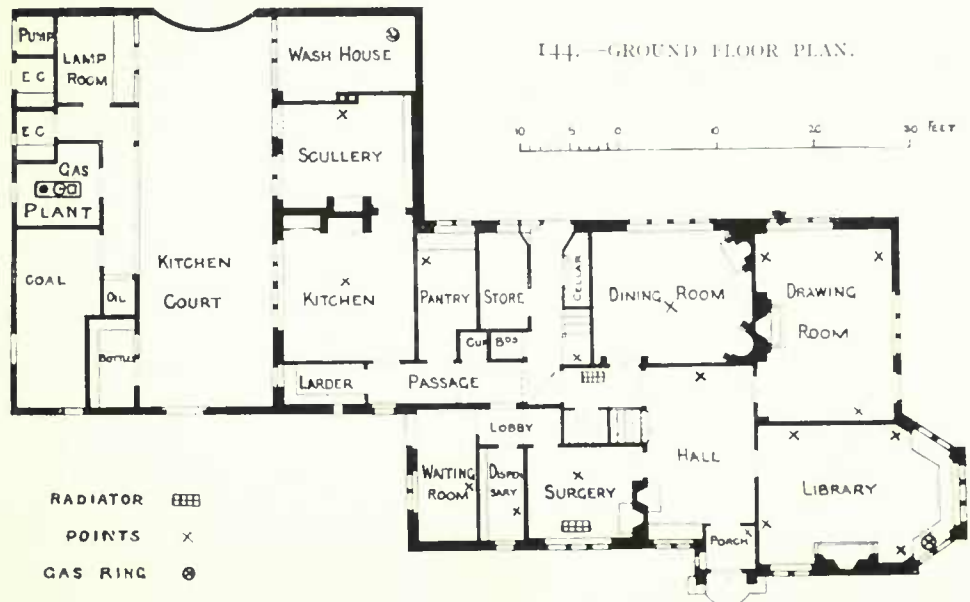 144.—GROUND FLOOR PLAN.
10 5 0 10 20 30 FEET
PUMP
LAMP
ROOM
E C
E C
GAS
PLANT
COAL
OIL
BOTTLES
KITCHEN
COURT
WASH HOUSE
SCULLERY
KITCHEN
LARDER
PANTRY
STORE
CUP BDS
PASSAGE
CELLAR
DINING ROOM
DRAWING
ROOM
LOBBY
WAITING
ROOM
DISPEN
SARY
SURGERY
HALL
PORCH
LIBRARY
RADIATOR
POINTS
GAS RING